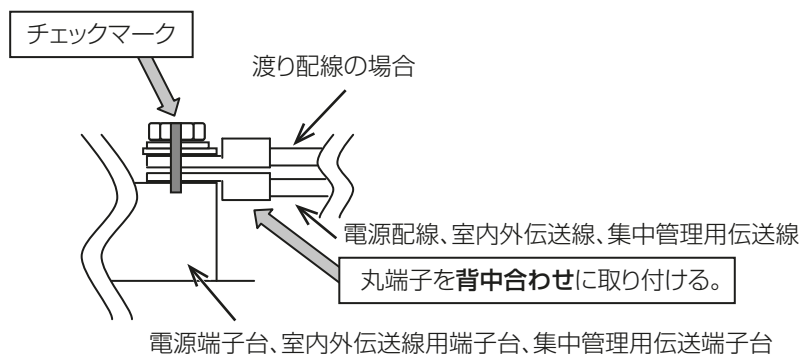 チェックマーク
渡り配線の場合
電源配線、室内外伝送線、集中管理用伝送線
丸端子を背中合わせに取り付ける。
電源端子台、室内外伝送線用端子台、集中管理用伝送端子台